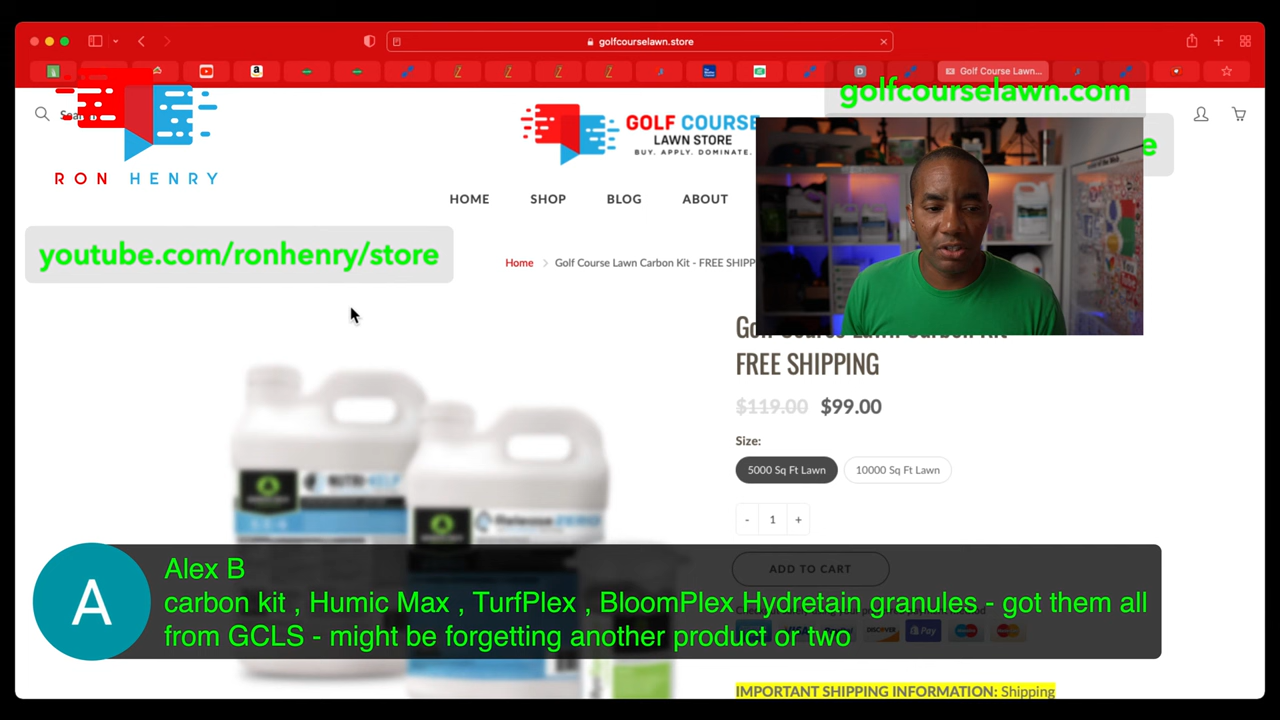 golfcourselawn.store
Golf Course Lawn...
golfcourselawn.com
RON HENRY
GOLF COURSE
LAWN STORE
BUY. APPLY. DOMINATE.
HOME SHOP BLOG ABOUT
youtube.com/ronhenry/store
Home > Golf Course Lawn Carbon Kit - FREE SHIPP
FREE SHIPPING
$119.00 $99.00
Size:
5000 Sq Ft Lawn 10000 Sq Ft Lawn
- 1 +
ADD TO CART
Alex B
A
carbon kit , Humic Max , TurfPlex , BloomPlex Hydretain granules - got them all
from GCLS - might be forgetting another product or two
IMPORTANT SHIPPING INFORMATION: Shipping